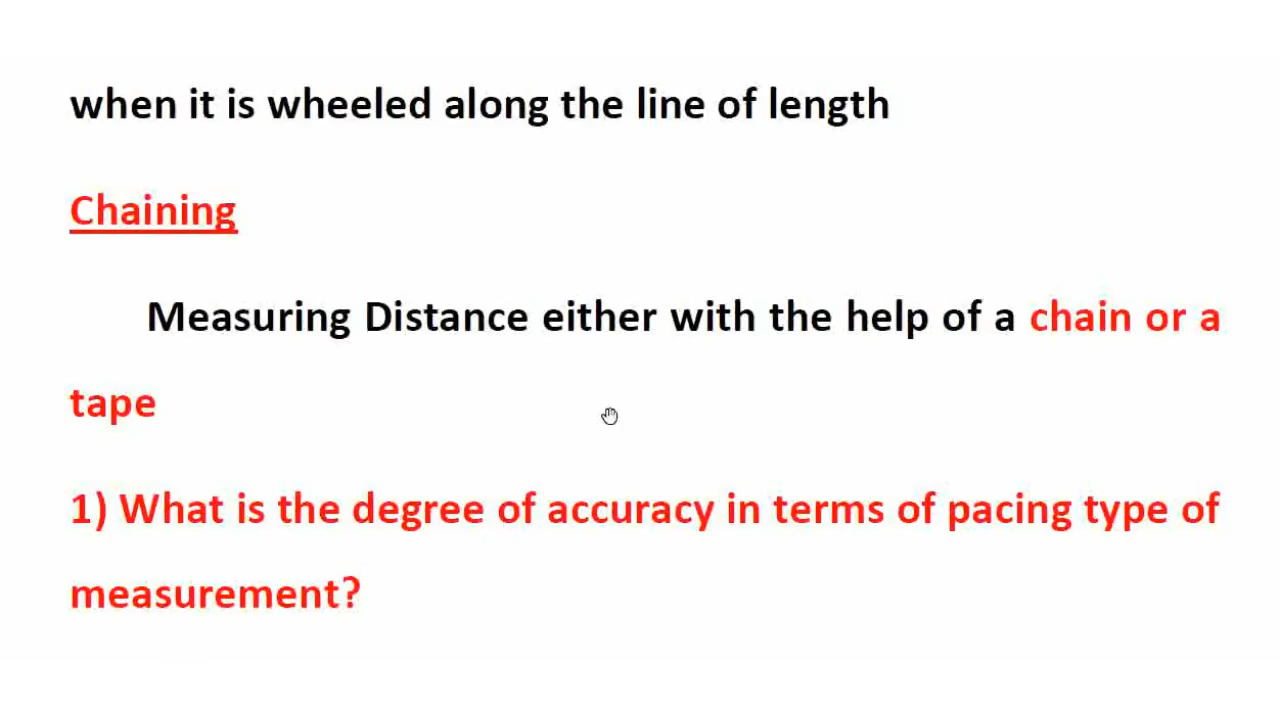 when it is wheeled along the line of length
Chaining
Measuring Distance either with the help of a chain or a
tape
1) What is the degree of accuracy in terms of pacing type of
measurement?